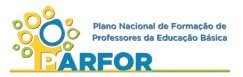 Plano Nacional de Formação de
Professores da Educação Básica
PARFOR